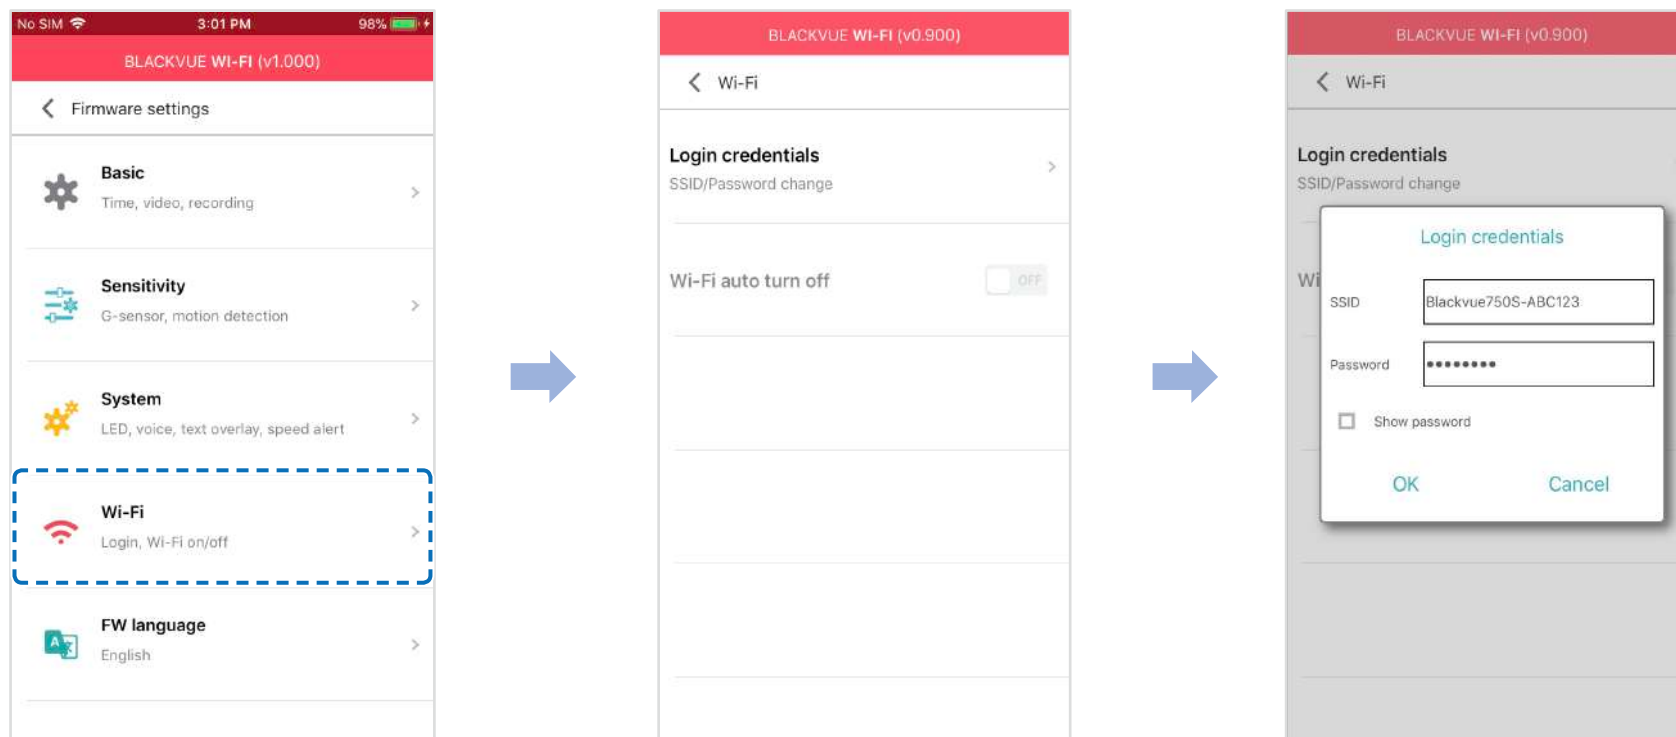 No SIM 3:01 PM 98%
BLACKVUE WI-FI (v1.000)
Firmware settings
Basic
Time, video, recording
Sensitivity
G-sensor, motion detection
System
LED, voice, text overlay, speed alert
Wi-Fi
Login, Wi-Fi on/off
FW language
English
BLACKVUE WI-FI (v0.900)
Wi-Fi
Login credentials
SSID/Password change
Wi-Fi auto turn off OFF
BLACKVUE WI-FI (v0.900)
Wi-Fi
Login credentials
SSID/Password change
Wi
Login credentials
SSID Blackvue750S-ABC123
Password ••••••••
Show password
OK Cancel